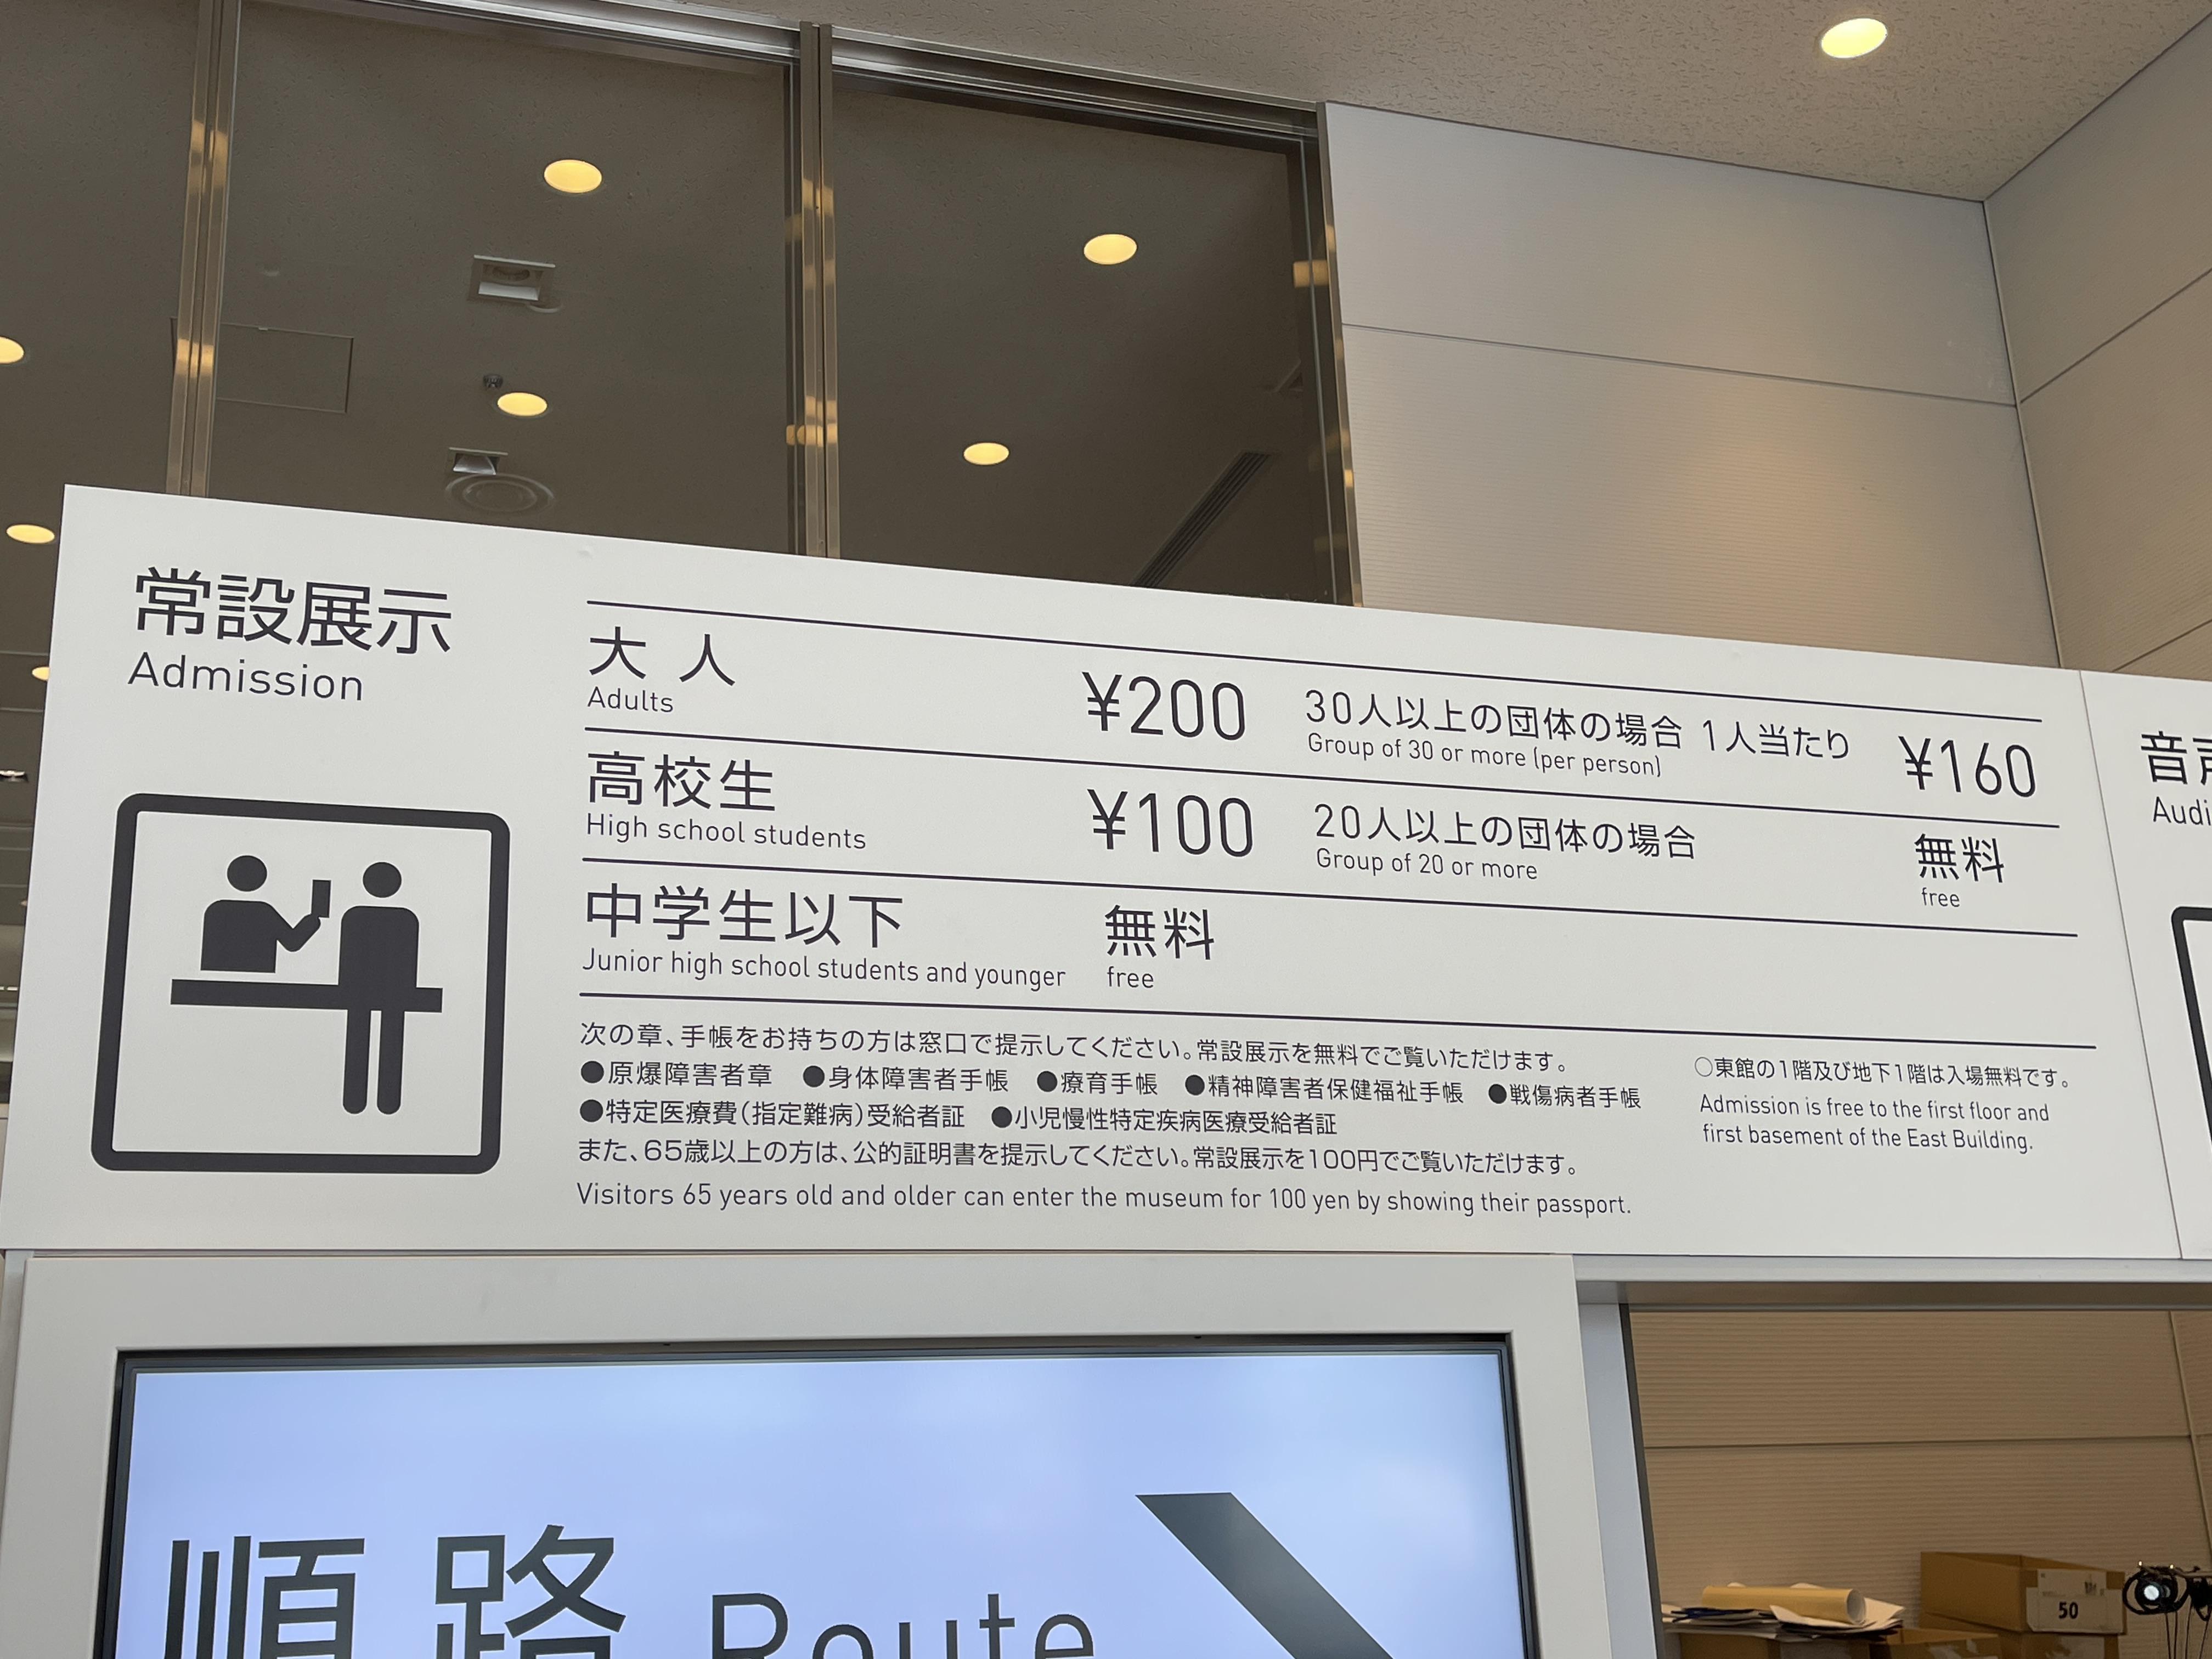 常設展示
Admission
大 人
Adults
¥200
30人以上の団体の場合 1人当たり
Group of 30 or more (per person)
¥160
高校生
High school students
¥100
20人以上の団体の場合
Group of 20 or more
無料
free
中学生以下
Junior high school students and younger
無料
free
次の章、手帳をお持ちの方は窓口で提示してください。常設展示を無料でご覧いただけます。
●原爆障害者章 ●身体障害者手帳 ●療育手帳 ●精神障害者保健福祉手帳 ●戦傷病者手帳
●特定医療費(指定難病)受給者証 ●小児慢性特定疾病医療受給者証
また、65歳以上の方は、公的証明書を提示してください。常設展示を100円でご覧いただけます。
Visitors 65 years old and older can enter the museum for 100 yen by showing their passport.
○東館の1階及び地下1階は入場無料です。
Admission is free to the first floor and
first basement of the East Building.
音声
Audi
順路 Route
50